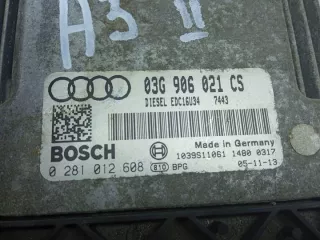 A3 II
03G 906 021 CS
DIESEL EDC16U34 7443
BOSCH
Made in Germany
1039S11061 1480 0317
0 281 012 608 810 BPG
05-11-13